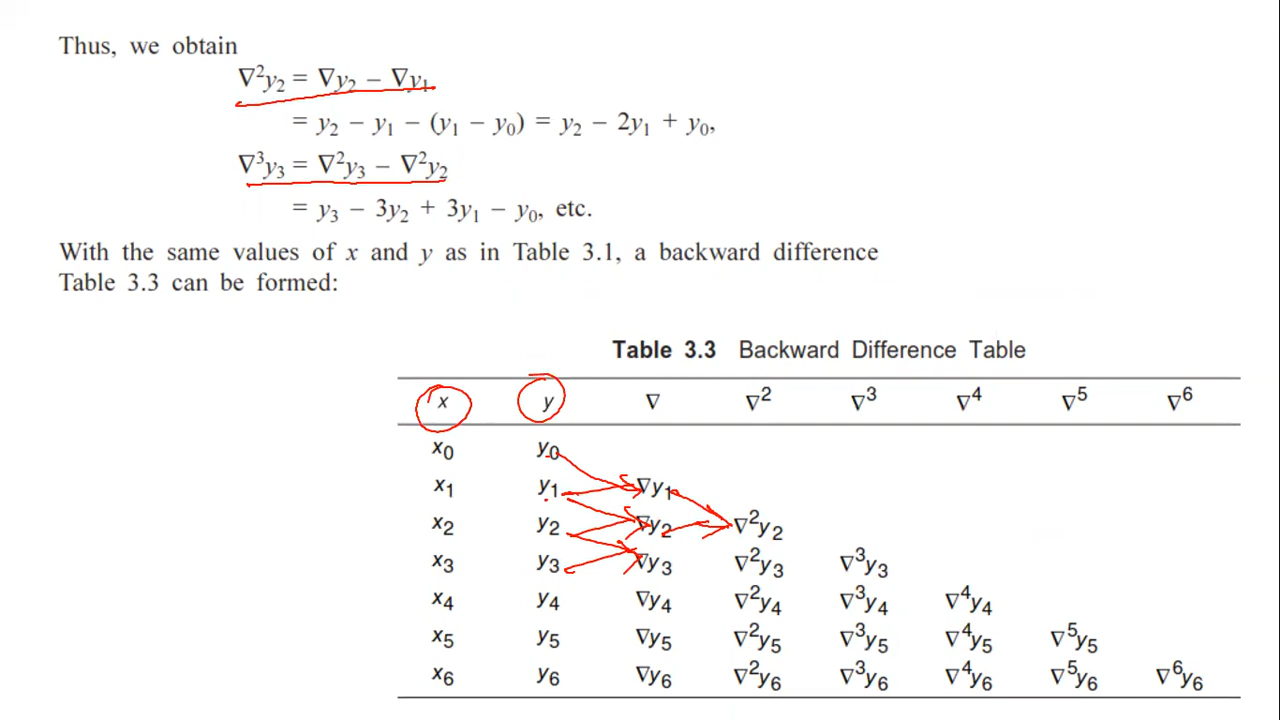 Thus, we obtain
∇²y₂ = ∇y₂ − ∇y₁
= y₂ − y₁ − (y₁ − y₀) = y₂ − 2y₁ + y₀,
∇³y₃ = ∇²y₃ − ∇²y₂
= y₃ − 3y₂ + 3y₁ − y₀, etc.
With the same values of x and y as in Table 3.1, a backward difference
Table 3.3 can be formed:
Table 3.3 Backward Difference Table
x y ∇ ∇² ∇³ ∇⁴ ∇⁵ ∇⁶
x₀ y₀
x₁ y₁ ∇y₁
x₂ y₂ ∇y₂ ∇²y₂
x₃ y₃ ∇y₃ ∇²y₃ ∇³y₃
x₄ y₄ ∇y₄ ∇²y₄ ∇³y₄ ∇⁴y₄
x₅ y₅ ∇y₅ ∇²y₅ ∇³y₅ ∇⁴y₅ ∇⁵y₅
x₆ y₆ ∇y₆ ∇²y₆ ∇³y₆ ∇⁴y₆ ∇⁵y₆ ∇⁶y₆